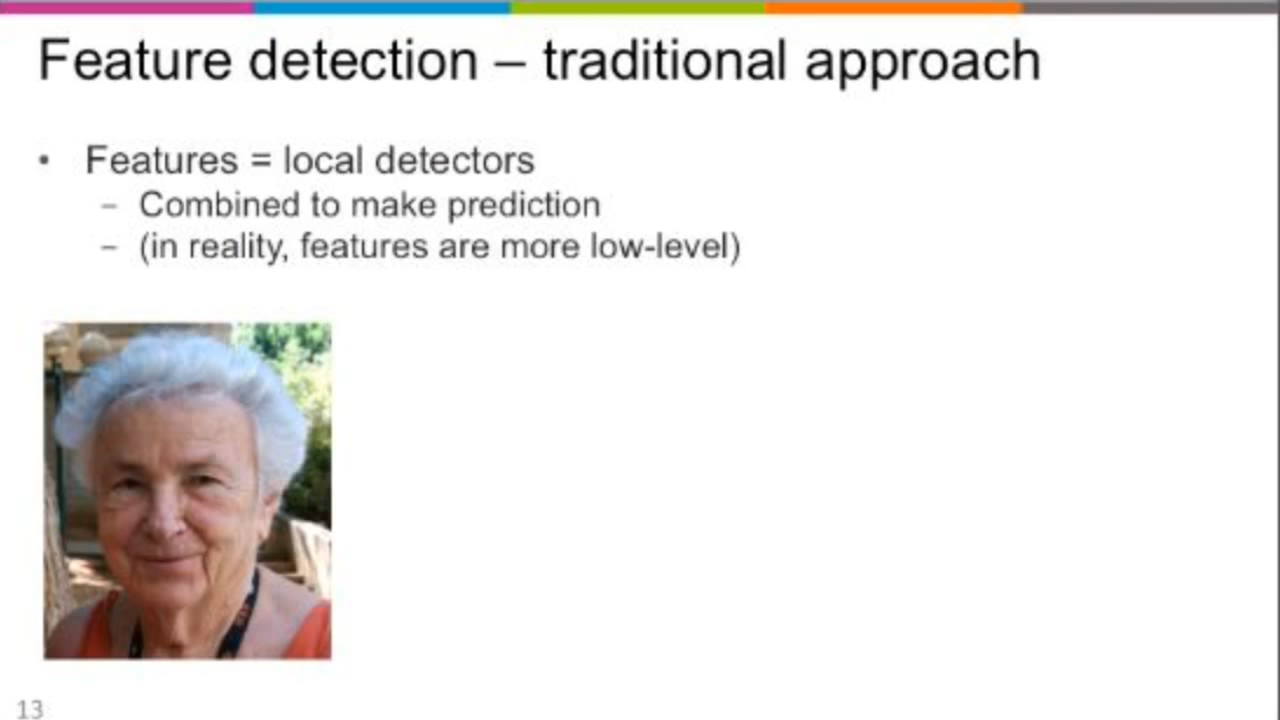 Feature detection – traditional approach
• Features = local detectors
– Combined to make prediction
– (in reality, features are more low-level)
13